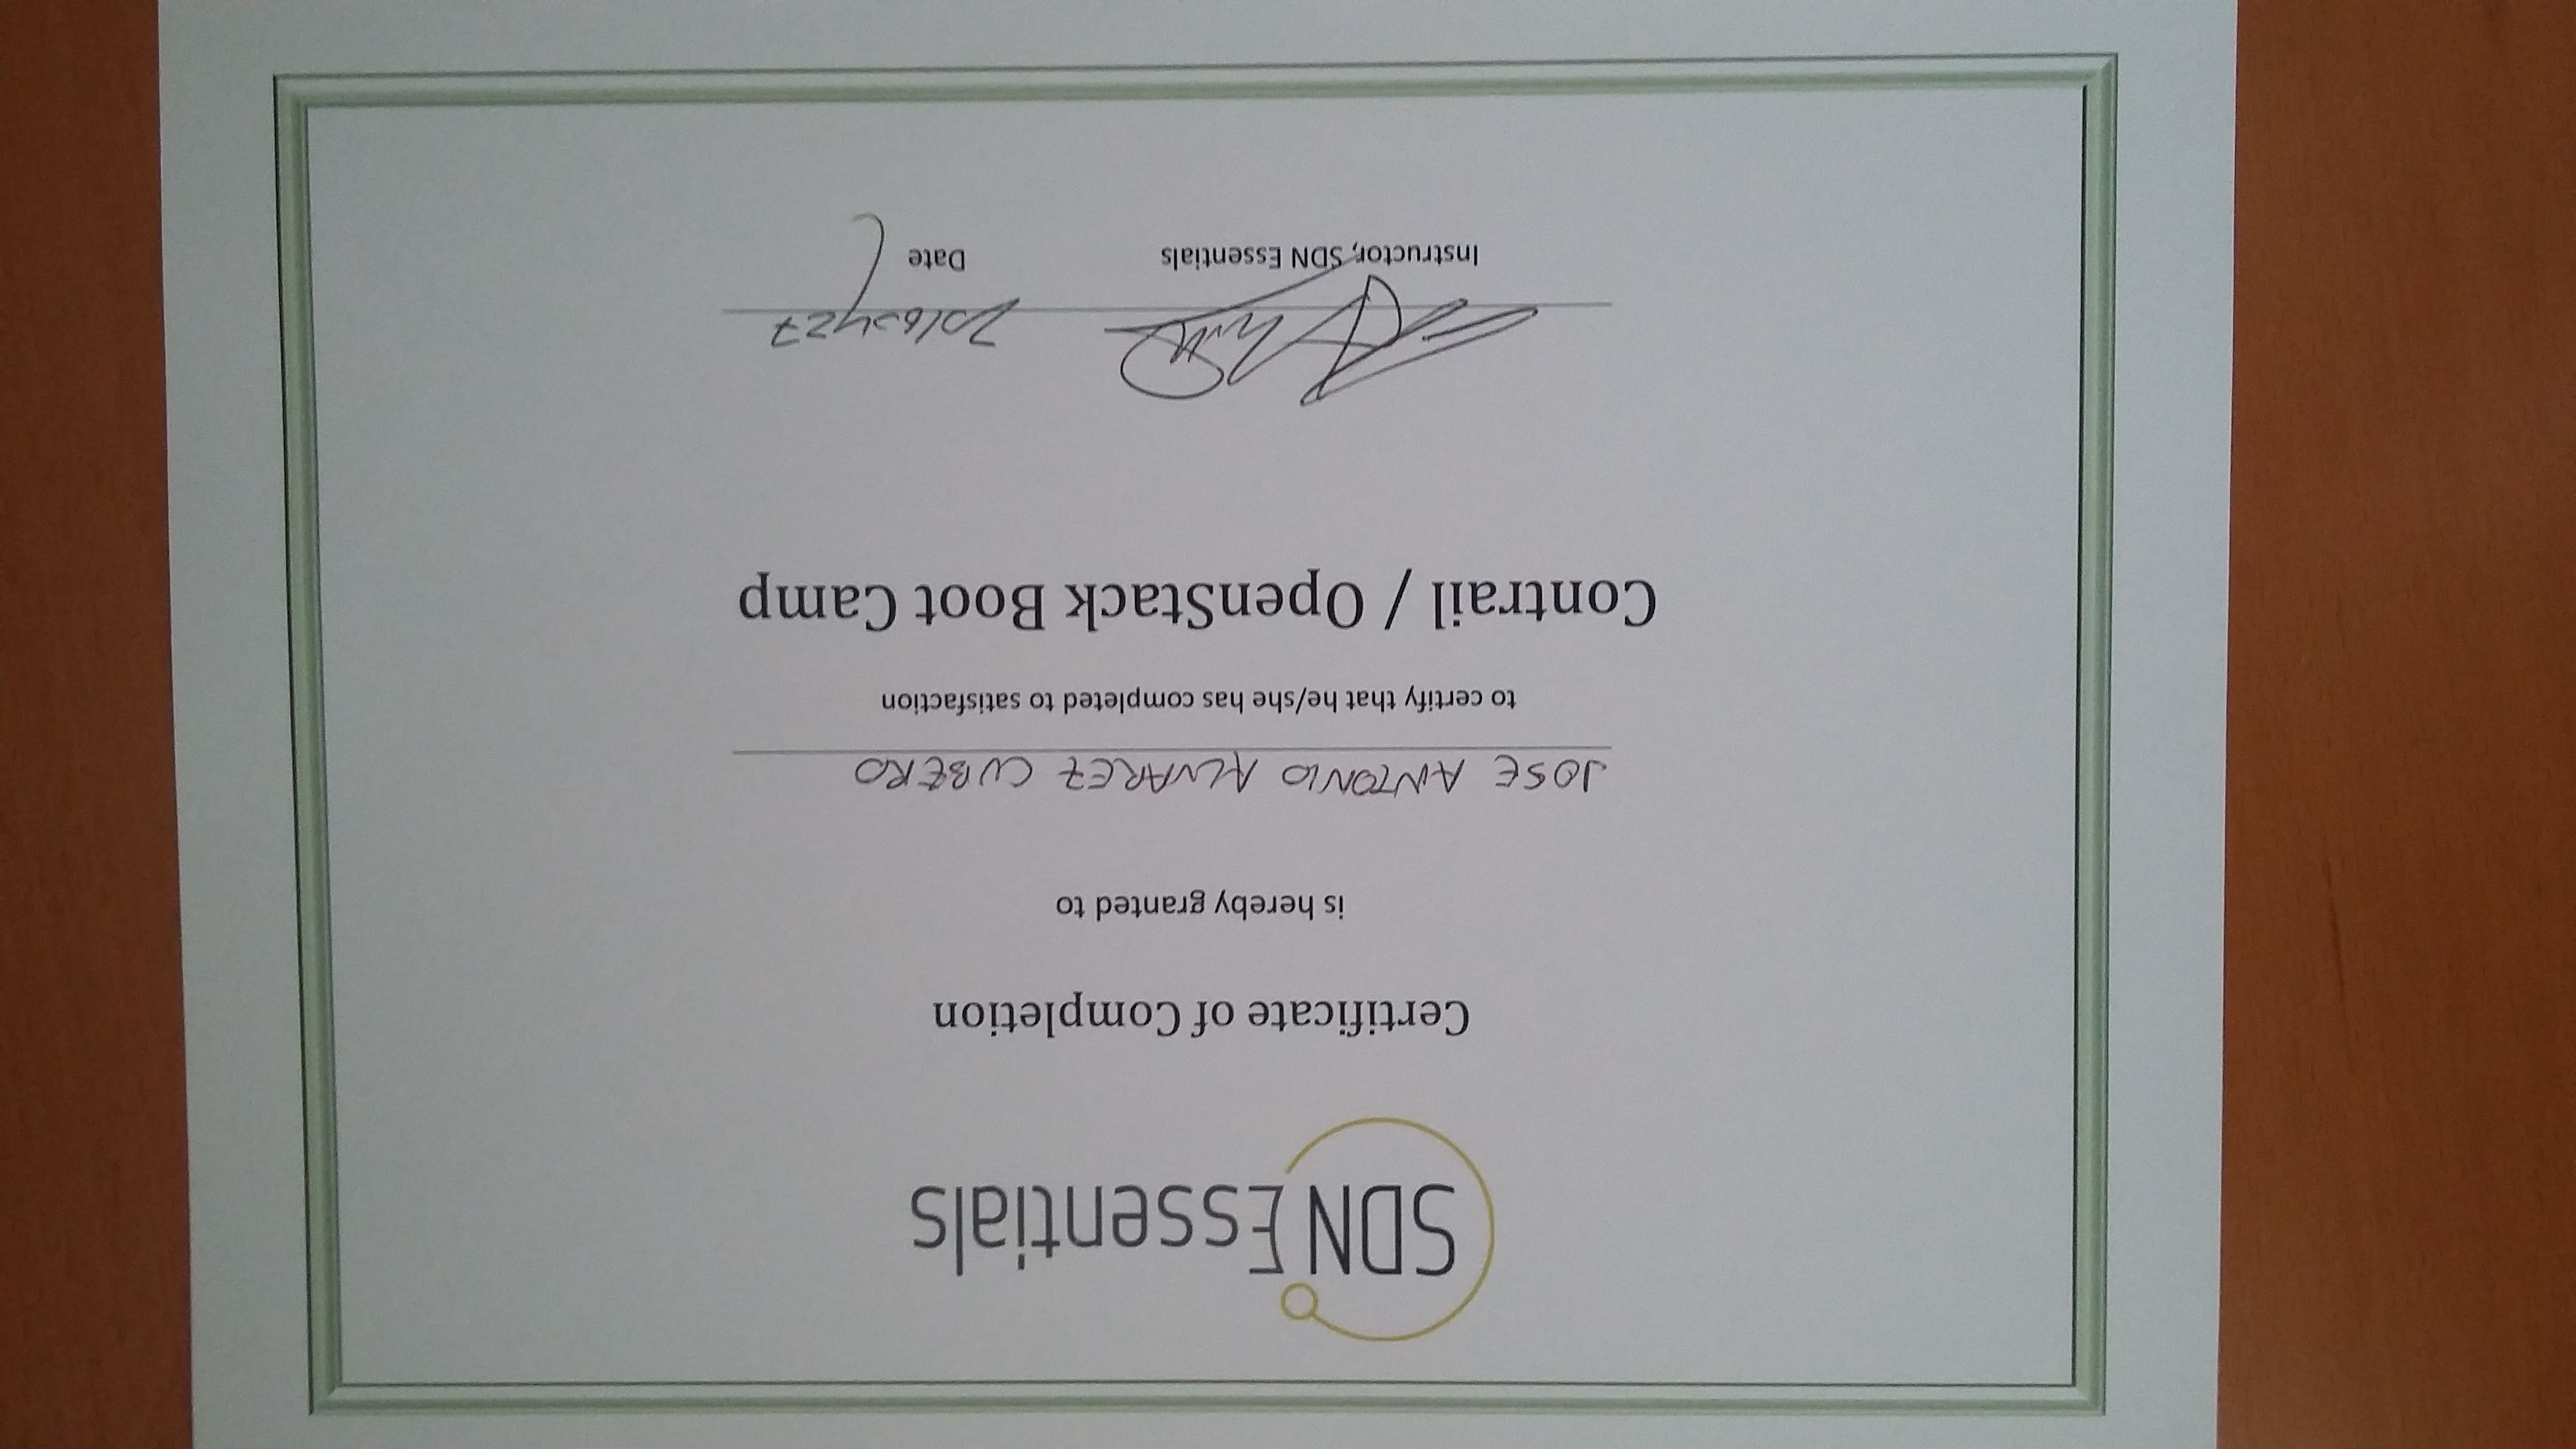 SDN Essentials
Certificate of Completion
is hereby granted to
JOSE ANTONIO ALVAREZ CUBERO
to certify that he/she has completed to satisfaction
Contrail / OpenStack Boot Camp
20160427
Instructor, SDN Essentials Date